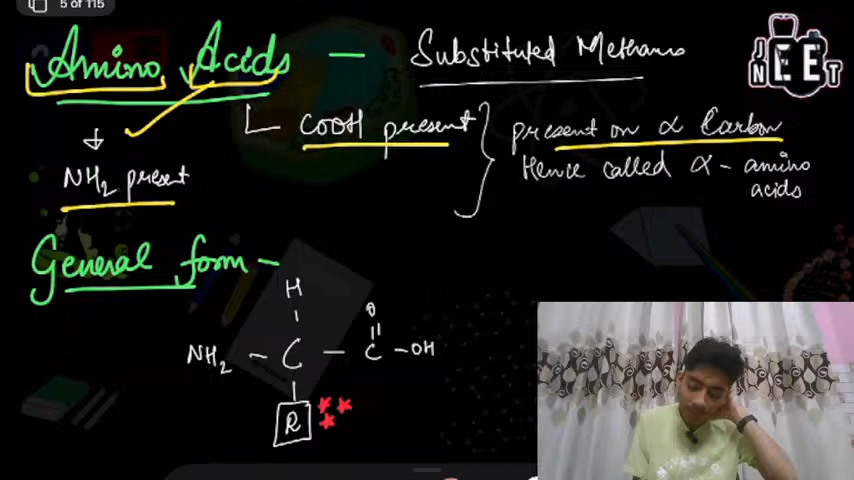 5 of 115
Amino Acids — Substituted Methane
JNEET
COOH present
present on α Carbon
Hence called α - amino
acids
NH2 present
General form -
H
O
NH2 - C - C - OH
R